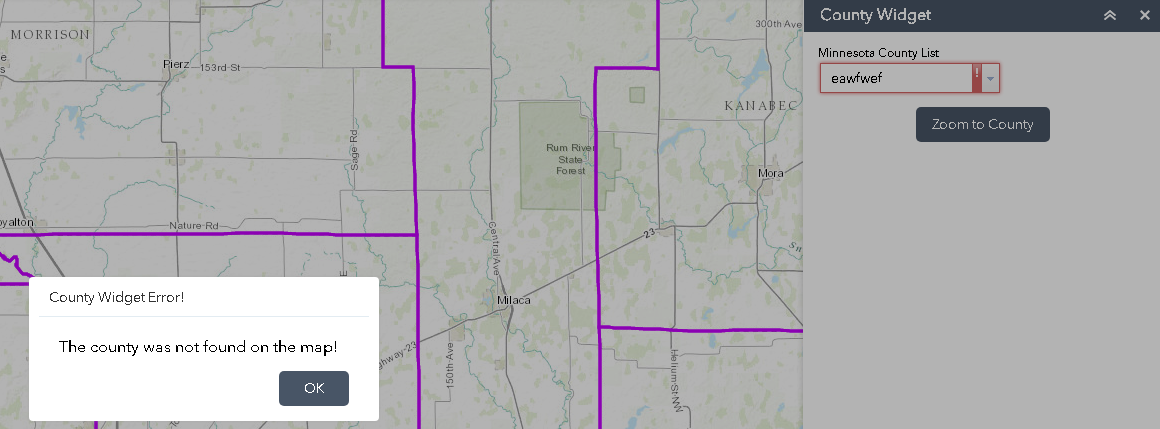 County Widget
Minnesota County List
eawfwef
!
Zoom to County
MORRISON
300th Ave
e
s
Pierz
153rd St
KANABEC
Sage Rd
Rum River
State
Forest
Mora
oyalton
Nature Rd
Central Ave
23
Su
E
Milaca
ghway-23
150th Ave
Helium St NW
County Widget Error!
The county was not found on the map!
OK